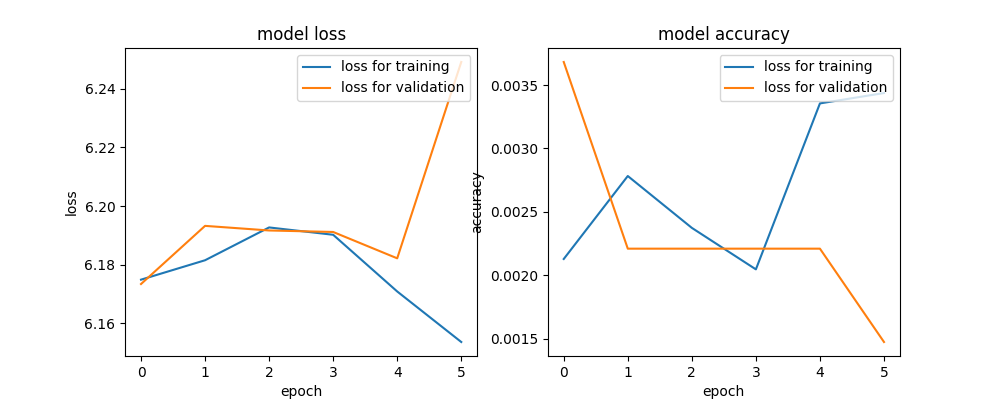 model loss
loss for training
loss for validation
6.24
6.22
6.20
6.18
6.16
loss
0
1
2
3
4
5
epoch
model accuracy
loss for training
loss for validation
0.0035
0.0030
0.0025
0.0020
0.0015
accuracy
0
1
2
3
4
5
epoch